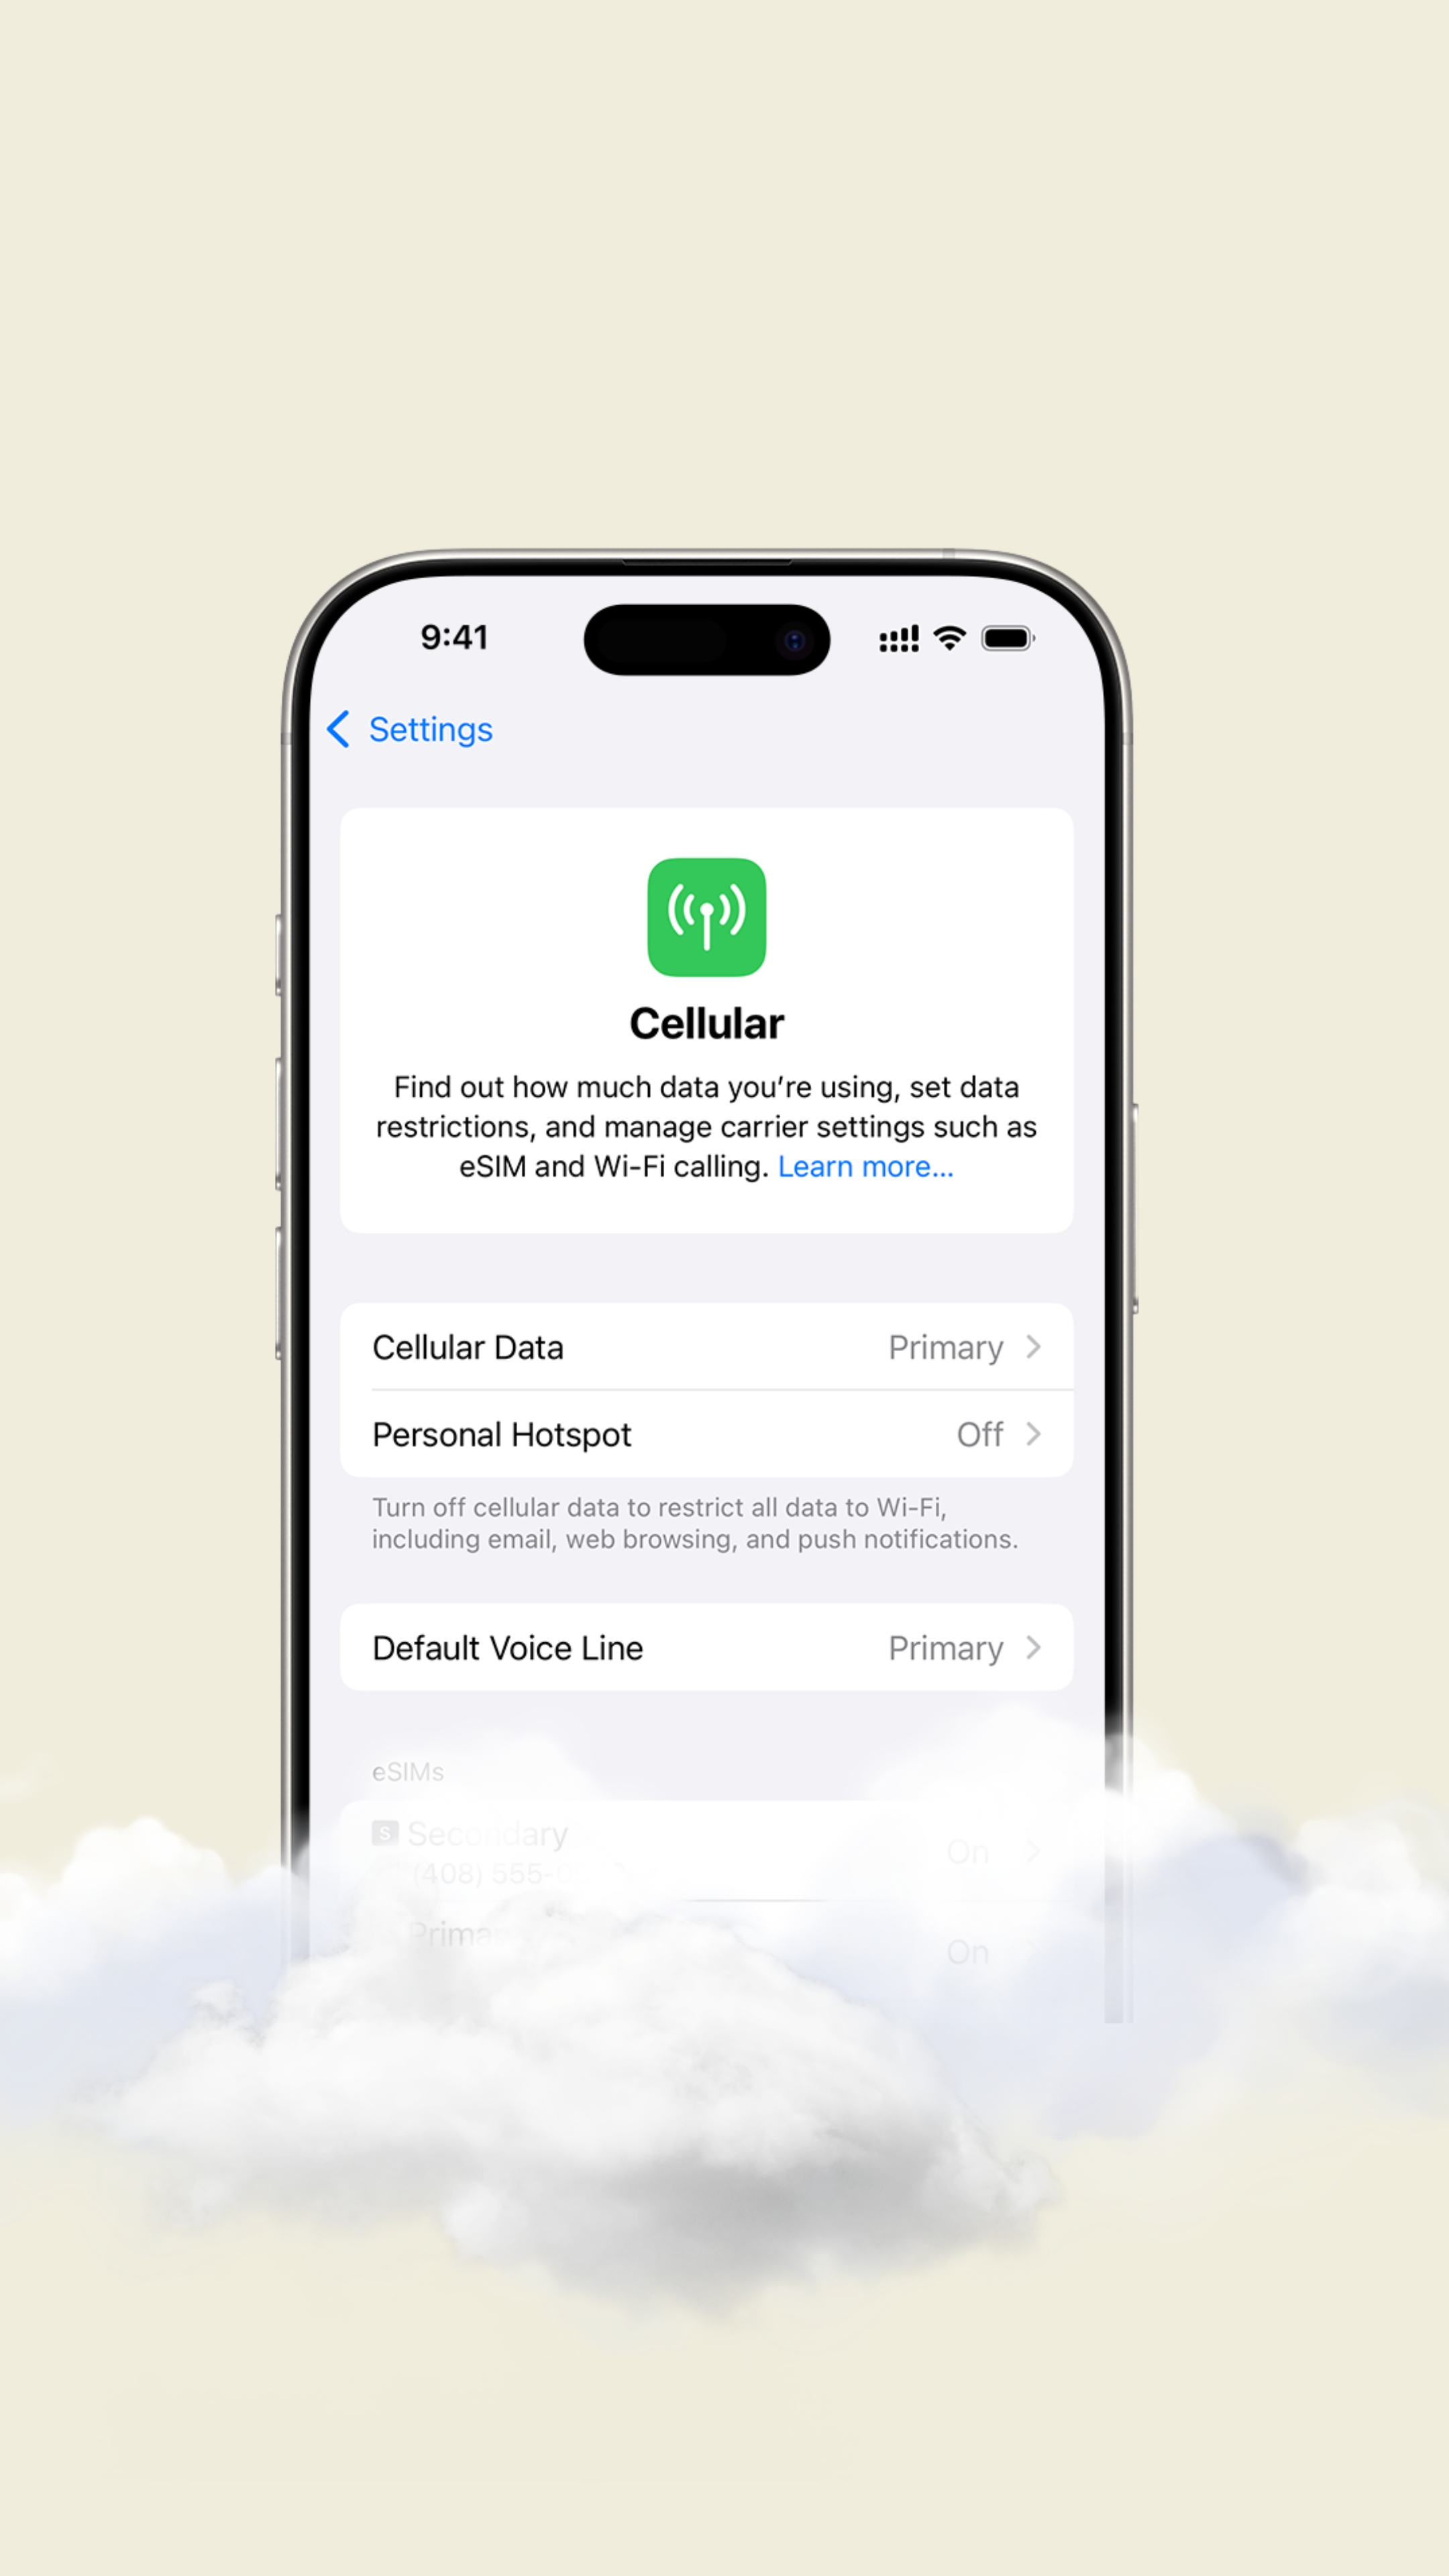 9:41
Settings
Cellular
Find out how much data you’re using, set data
restrictions, and manage carrier settings such as
eSIM and Wi-Fi calling. Learn more...
Cellular Data Primary
Personal Hotspot Off
Turn off cellular data to restrict all data to Wi-Fi,
including email, web browsing, and push notifications.
Default Voice Line Primary
eSIMs
S Secondary On
(408) 555-
On